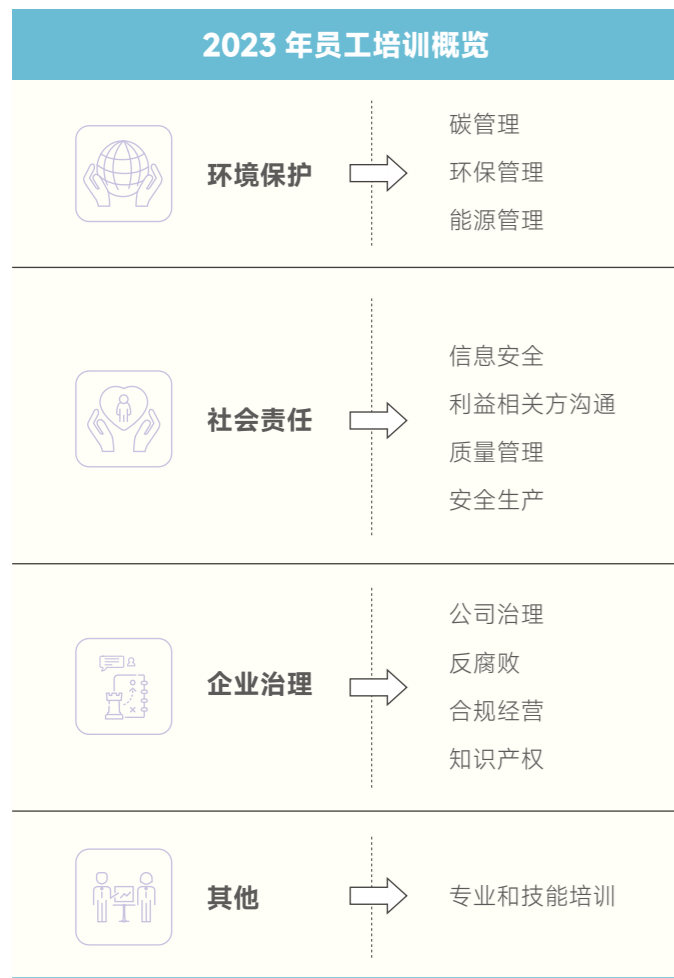 2023 年员工培训概览
环境保护
碳管理
环保管理
能源管理
社会责任
信息安全
利益相关方沟通
质量管理
安全生产
企业治理
公司治理
反腐败
合规经营
知识产权
其他
专业和技能培训